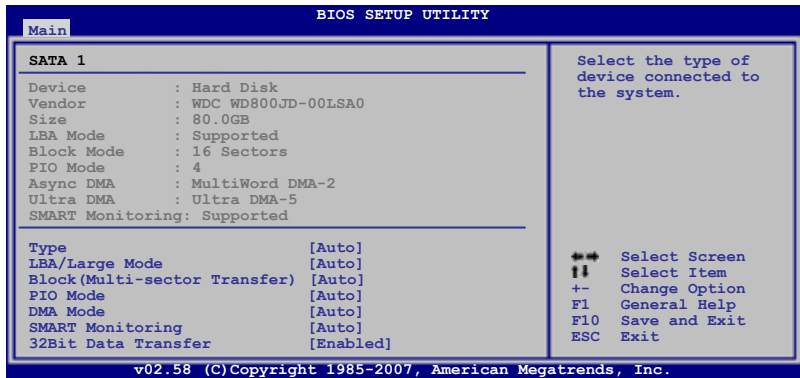 BIOS SETUP UTILITY
Main
SATA 1
Device : Hard Disk
Vendor : WDC WD800JD-00LSA0
Size : 80.0GB
LBA Mode : Supported
Block Mode : 16 Sectors
PIO Mode : 4
Async DMA : MultiWord DMA-2
Ultra DMA : Ultra DMA-5
SMART Monitoring: Supported
Type [Auto]
LBA/Large Mode [Auto]
Block(Multi-sector Transfer) [Auto]
PIO Mode [Auto]
DMA Mode [Auto]
SMART Monitoring [Auto]
32Bit Data Transfer [Enabled]
Select the type of
device connected to
the system.
Select Screen
Select Item
+- Change Option
F1 General Help
F10 Save and Exit
ESC Exit
v02.58 (C)Copyright 1985-2007, American Megatrends, Inc.